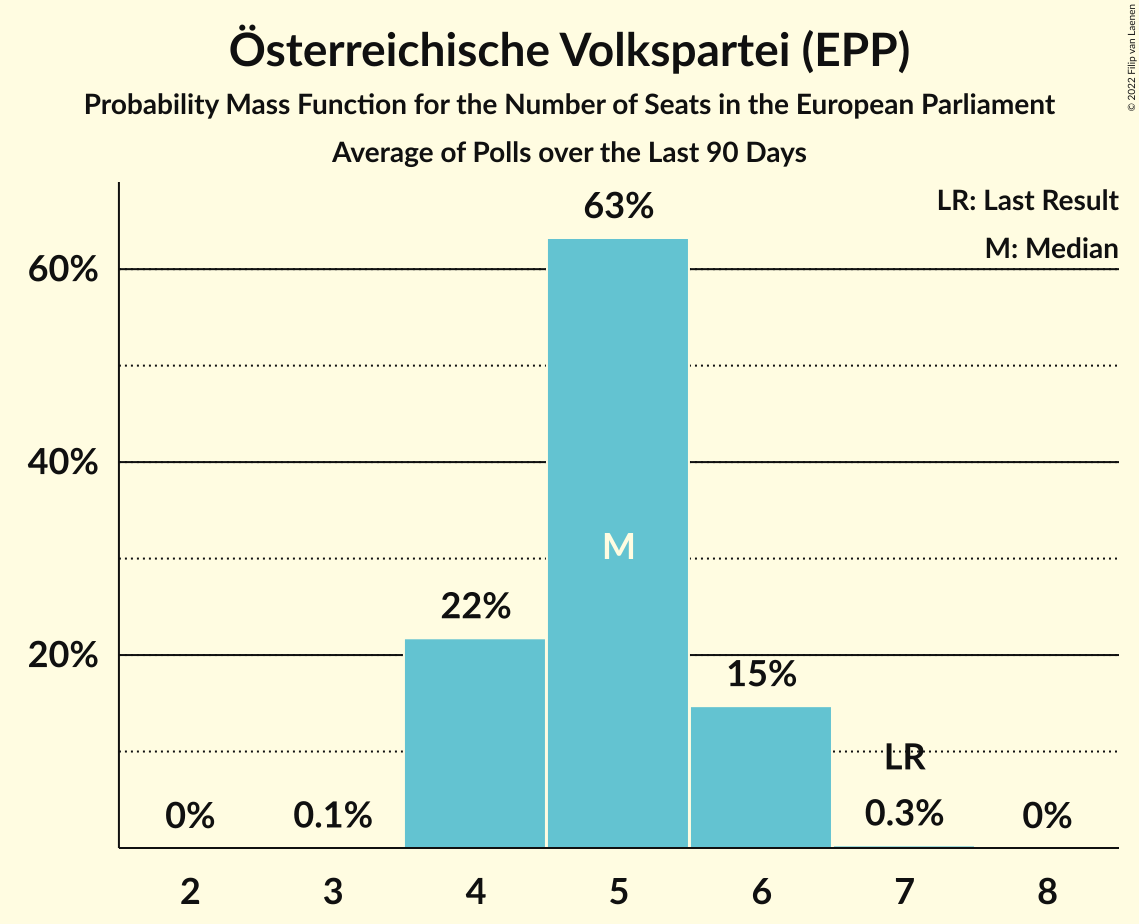 Österreichische Volkspartei (EPP)
Probability Mass Function for the Number of Seats in the European Parliament
Average of Polls over the Last 90 Days
© 2022 Filip van Laenen
LR: Last Result
M: Median
60%
40%
20%
0%
0.1%
22%
63%
M
15%
LR
0.3%
0%
2 3 4 5 6 7 8